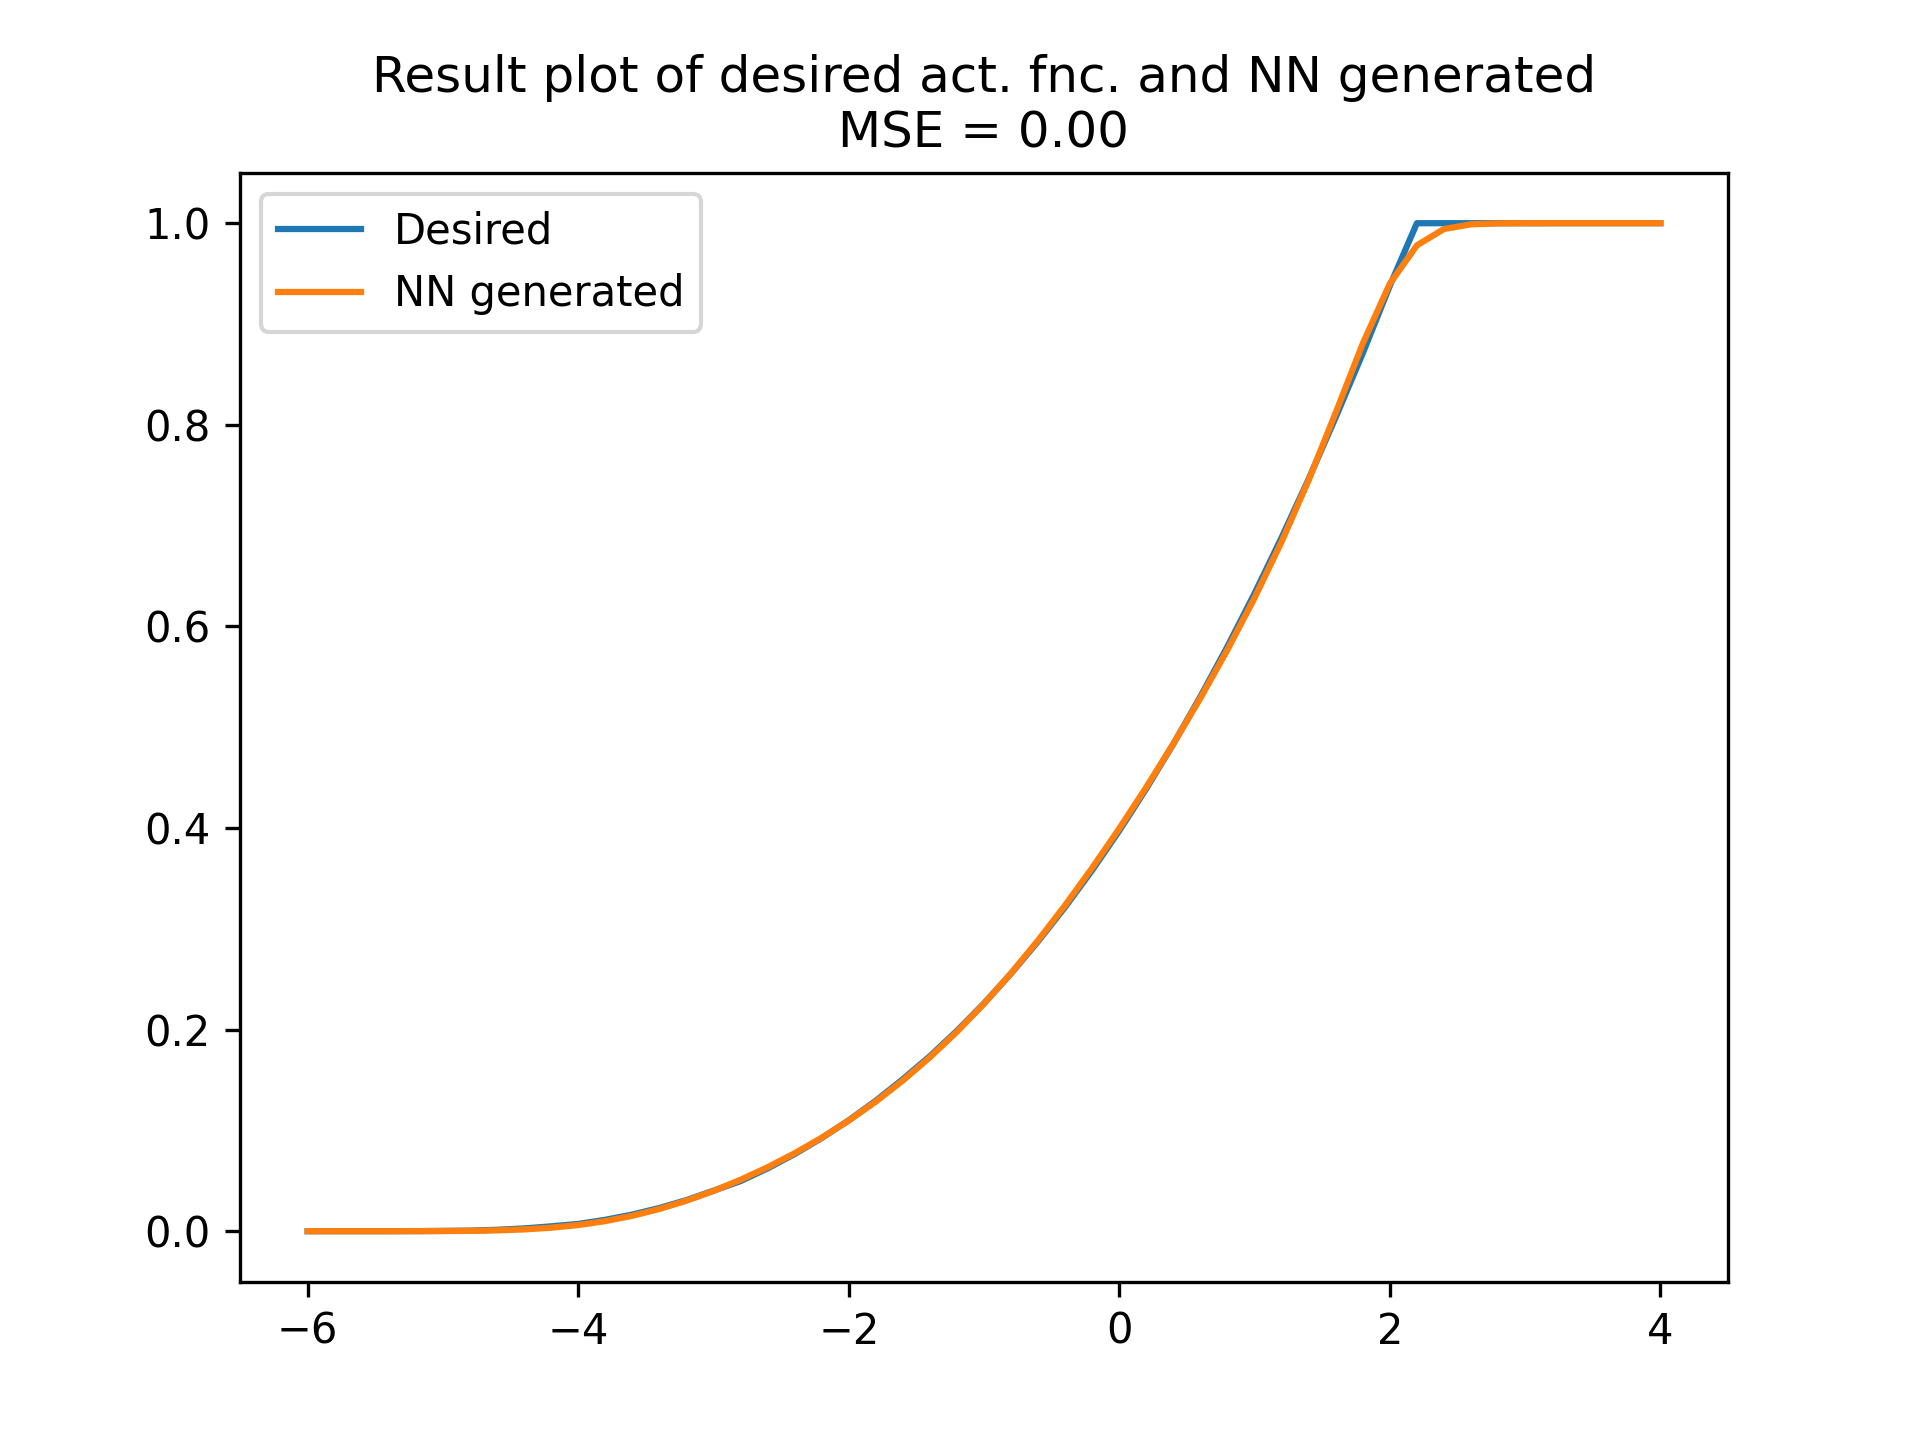 Result plot of desired act. fnc. and NN generated
MSE = 0.00
Desired
NN generated
1.0
0.8
0.6
0.4
0.2
0.0
−6 −4 −2 0 2 4